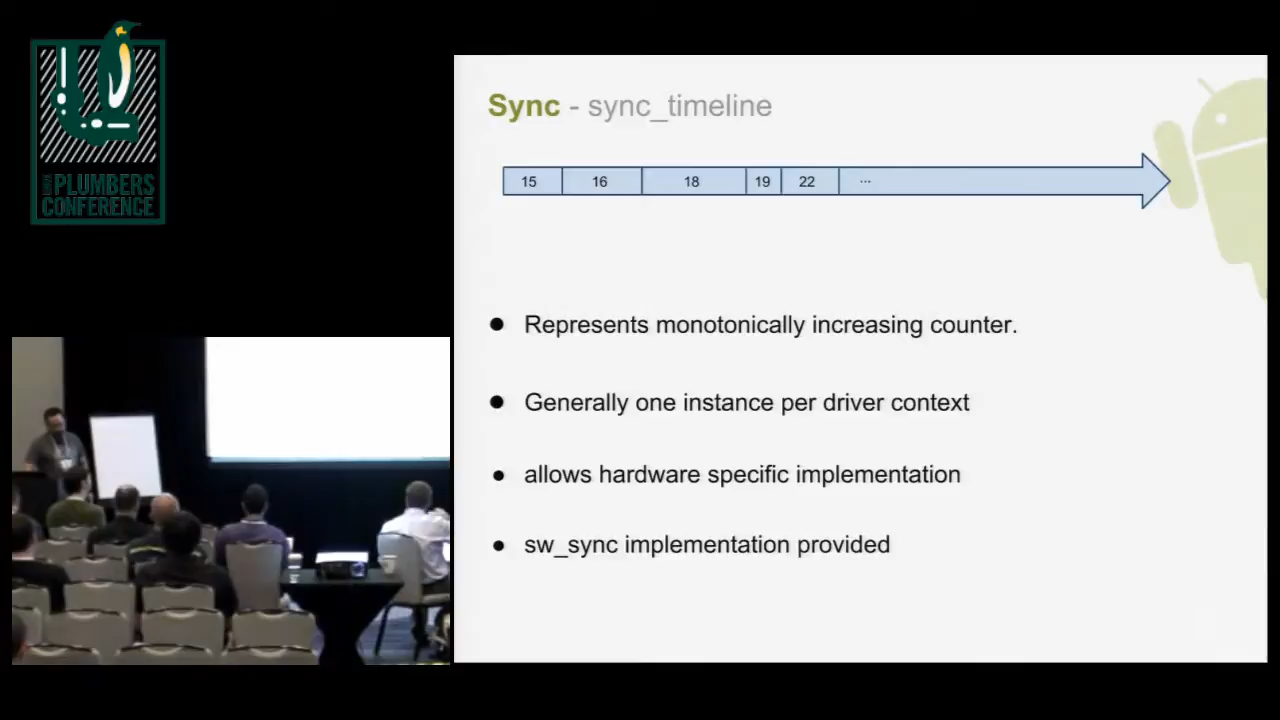 LINUX PLUMBERS
CONFERENCE
Sync - sync_timeline
15 16 18 19 22 ...
● Represents monotonically increasing counter.
● Generally one instance per driver context
● allows hardware specific implementation
● sw_sync implementation provided